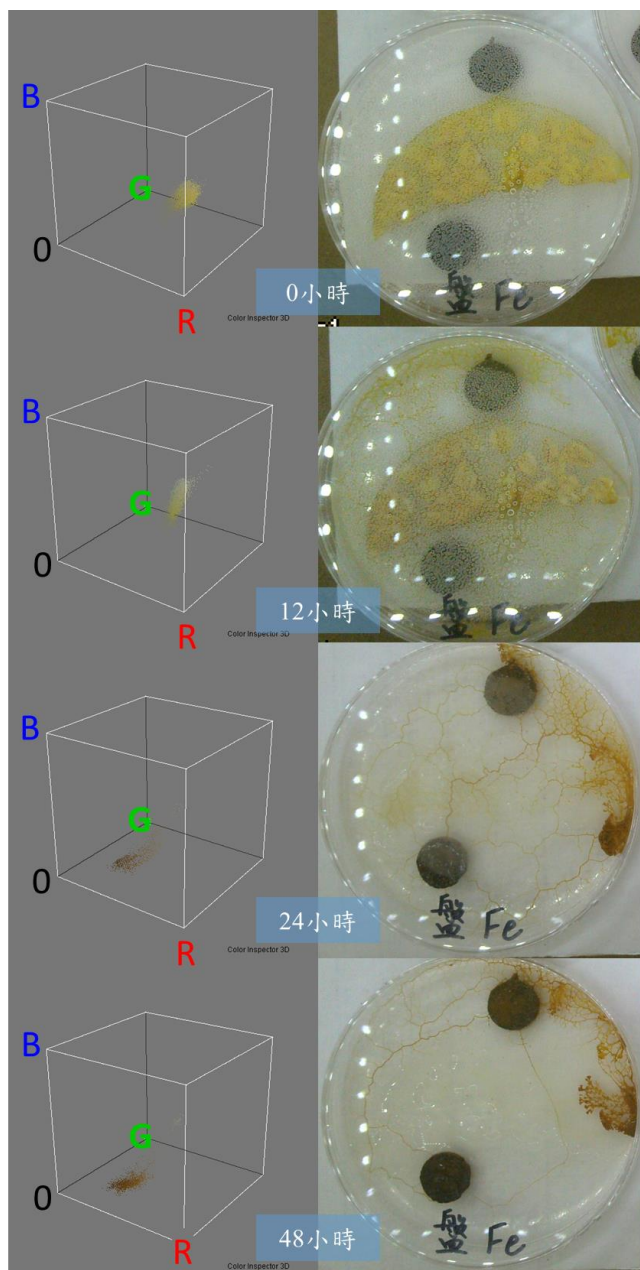 B
G
0
R
Color Inspector 3D
0小時
盤 Fe
B
G
0
R
Color Inspector 3D
12小時
盤 Fe
B
G
0
R
Color Inspector 3D
24小時
盤 Fe
B
G
0
R
Color Inspector 3D
48小時
盤 Fe